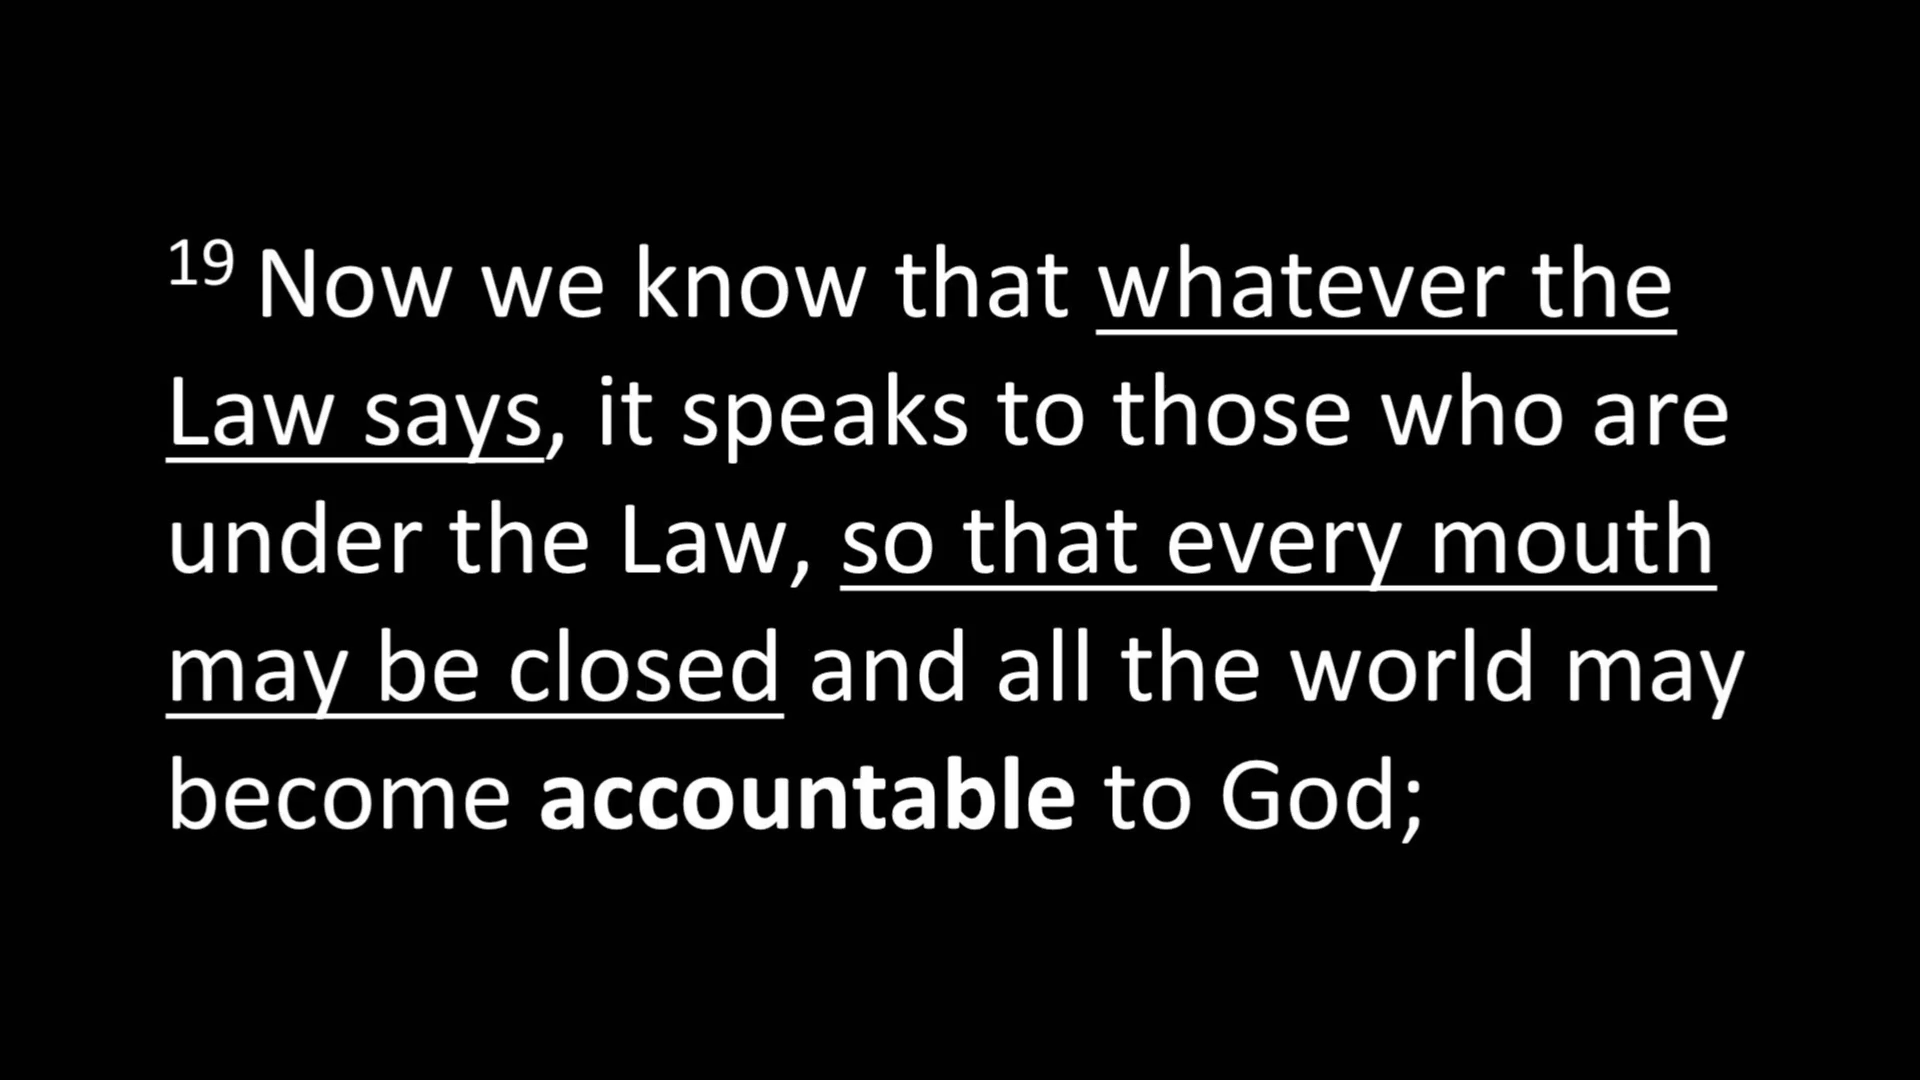 19 Now we know that whatever the
Law says, it speaks to those who are
under the Law, so that every mouth
may be closed and all the world may
become accountable to God;